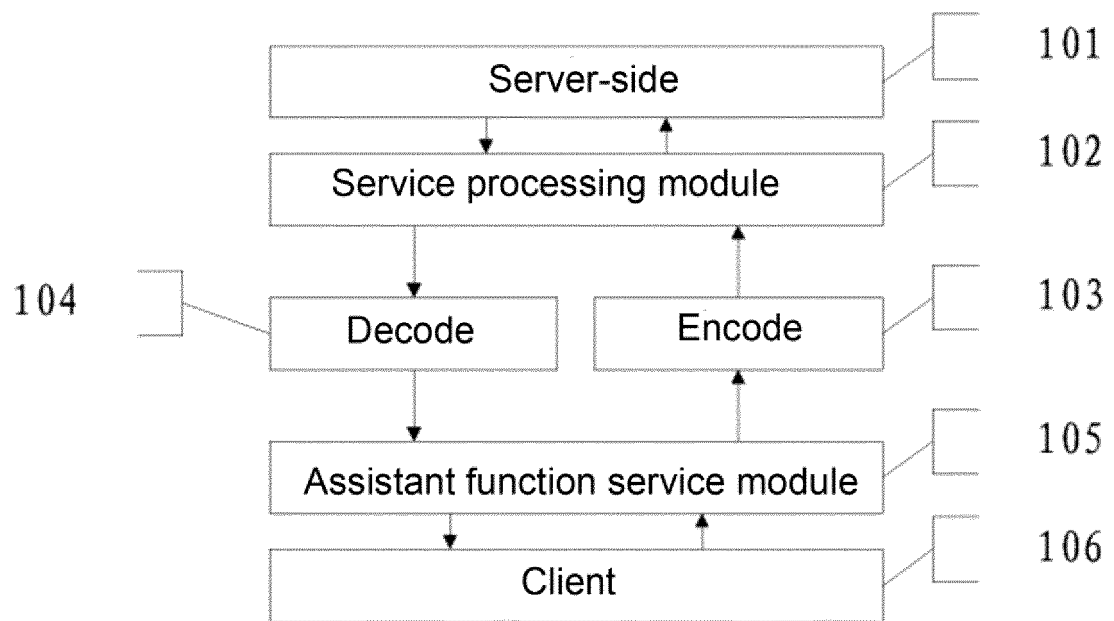 101
Server-side
102
Service processing module
104
Decode
Encode
103
105
Assistant function service module
106
Client